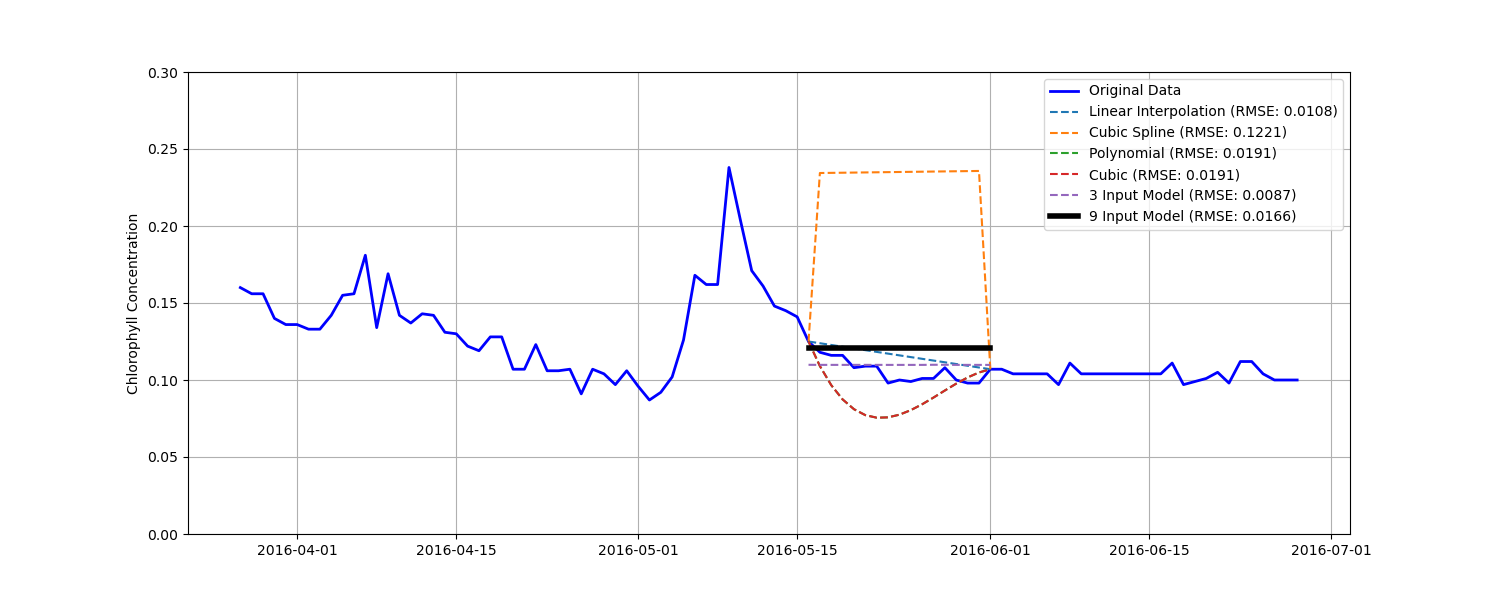 0.30
0.25
0.20
0.15
0.10
0.05
0.00
Chlorophyll Concentration
2016-04-01
2016-04-15
2016-05-01
2016-05-15
2016-06-01
2016-06-15
2016-07-01
Original Data
Linear Interpolation (RMSE: 0.0108)
Cubic Spline (RMSE: 0.1221)
Polynomial (RMSE: 0.0191)
Cubic (RMSE: 0.0191)
3 Input Model (RMSE: 0.0087)
9 Input Model (RMSE: 0.0166)